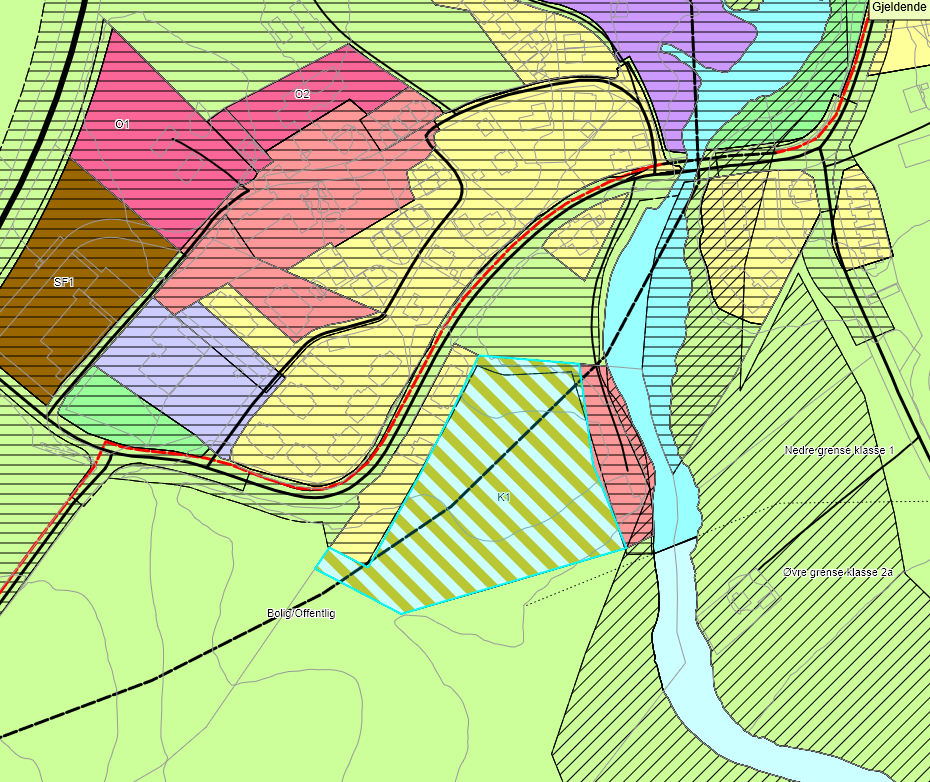 Gjeldende
O2
O1
SF1
Nedre grense klasse 1
K1
Øvre grense klasse 2a
Bolig/Offentlig